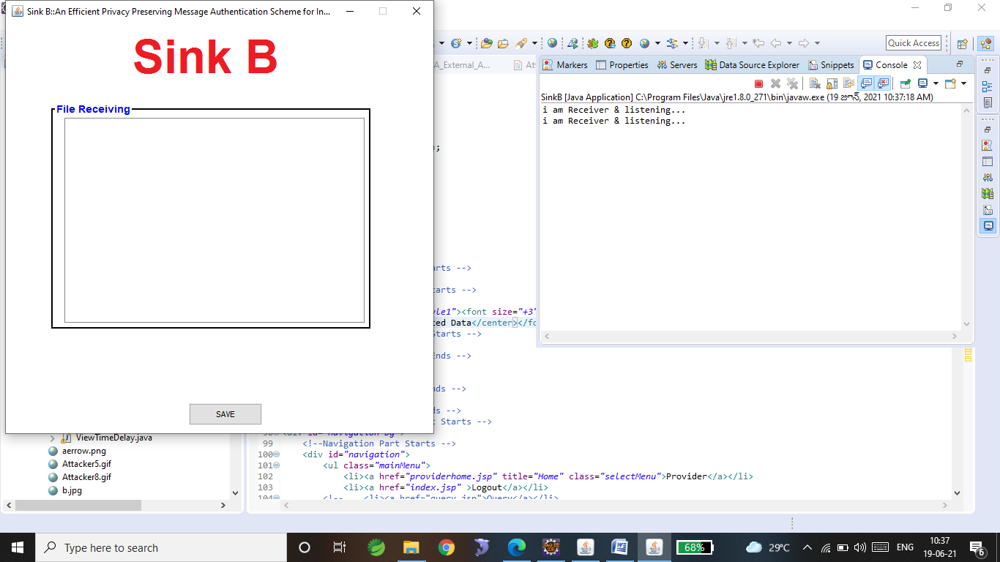 Sink B::An Efficient Privacy Preserving Message Authentication Scheme for In...
Sink B
File Receiving
SAVE
Quick Access
A_External_A...
At
Markers
Properties
Servers
Data Source Explorer
Snippets
Console
SinkB [Java Application] C:\Program Files\Java\jre1.8.0_271\bin\javaw.exe (19 జూన్, 2021 10:37:18 AM)
i am Receiver & listening...
i am Receiver & listening...
);
arts -->
tarts -->
yle1"><font size="+3"
ted Data</center></fo
Starts -->
Ends -->
nds -->
ds -->
t Starts -->
99 <!--Navigation Part Starts -->
100 <div id="navigation">
101 <ul class="mainMenu">
102 <li><a href="providerhome.jsp" title="Home" class="selectMenu">Provider</a></li>
103 <li><a href="index.jsp" >Logout</a></li>
104 <!-- <li><a href="query.jsp">Query</a></li>
ViewTimeDelay.java
aerrow.png
Attacker5.gif
Attacker8.gif
b.jpg
Type here to search
68%
29°C
ENG
10:37
19-06-21
6